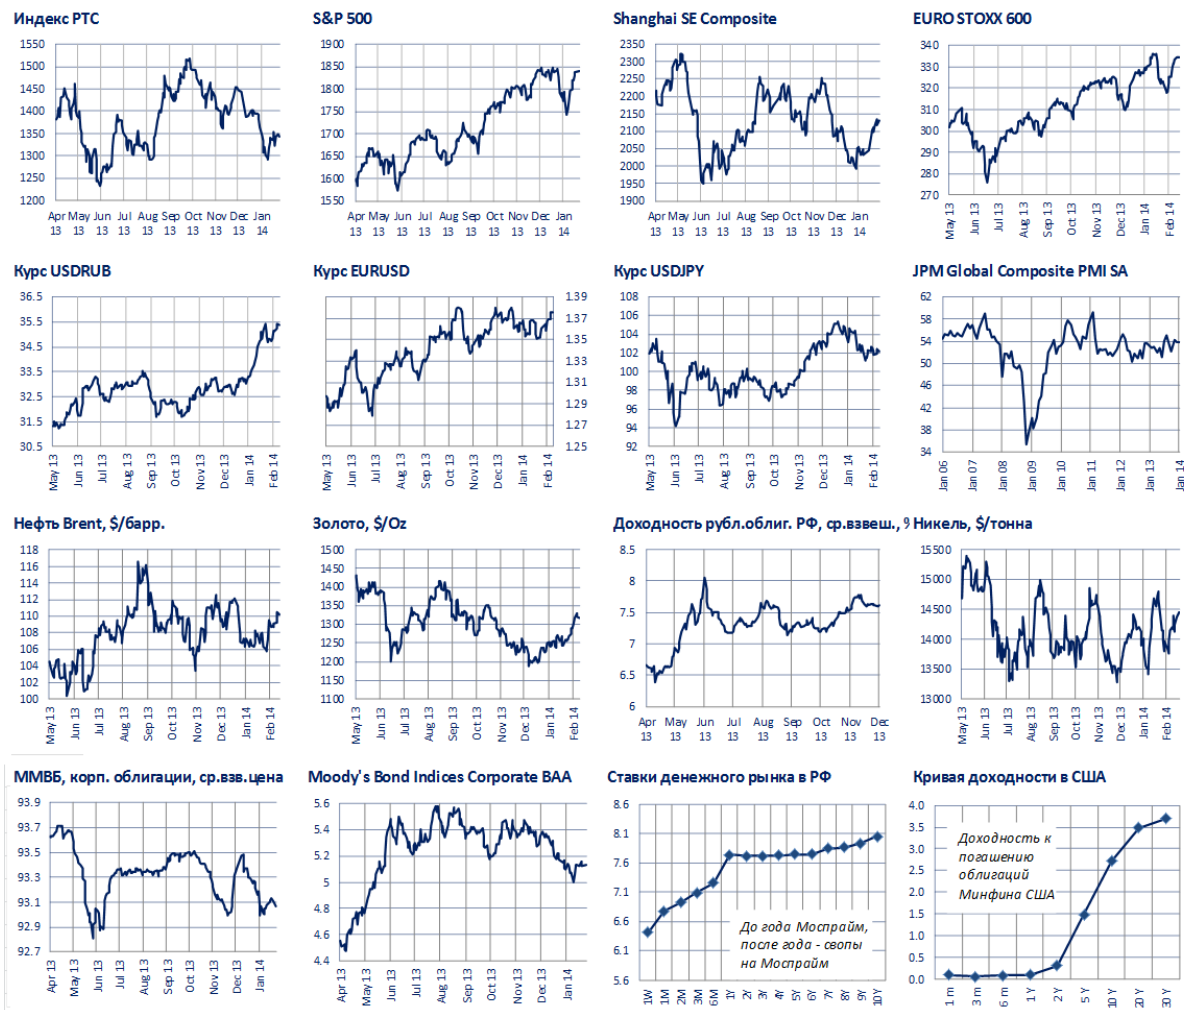 Индекс РТС
1550
1500
1450
1400
1350
1300
1250
1200
Apr May Jun Jul Aug Sep Oct Nov Dec Jan
13 13 13 13 13 13 13 13 13 14
S&P 500
1900
1850
1800
1750
1700
1650
1600
1550
Apr May Jun Jul Aug Sep Oct Nov Dec Jan
13 13 13 13 13 13 13 13 13 14
Shanghai SE Composite
2350
2300
2250
2200
2150
2100
2050
2000
1950
1900
Apr May Jun Jul Aug Sep Oct Nov Dec Jan
13 13 13 13 13 13 13 13 13 14
EURO STOXX 600
340
330
320
310
300
290
280
270
May 13 Jun 13 Jul 13 Aug 13 Sep 13 Oct 13 Nov 13 Dec 13 Jan 14 Feb 14
Курс USDRUB
36.5
35.5
34.5
33.5
32.5
31.5
30.5
May 13 Jun 13 Jul 13 Aug 13 Sep 13 Oct 13 Nov 13 Dec 13 Jan 14 Feb 14
Курс EURUSD
1.39
1.37
1.35
1.33
1.31
1.29
1.27
1.25
May 13 Jun 13 Jul 13 Aug 13 Sep 13 Oct 13 Nov 13 Dec 13 Jan 14 Feb 14
Курс USDJPY
108
106
104
102
100
98
96
94
92
May 13 Jun 13 Jul 13 Aug 13 Sep 13 Oct 13 Nov 13 Dec 13 Jan 14 Feb 14
JPM Global Composite PMI SA
62
58
54
50
46
42
38
34
Jan 06 Jan 07 Jan 08 Jan 09 Jan 10 Jan 11 Jan 12 Jan 13 Jan 14
Нефть Brent, $/барр.
118
116
114
112
110
108
106
104
102
100
May 13 Jun 13 Jul 13 Aug 13 Sep 13 Oct 13 Nov 13 Dec 13 Jan 14 Feb 14
Золото, $/Oz
1500
1400
1350
1300
1250
1200
1100
May 13 Jun 13 Jul 13 Aug 13 Sep 13 Oct 13 Nov 13 Dec 13 Jan 14 Feb 14
Доходность рубл.облиг. РФ, ср.взвеш.,
8.5
8
7.5
7
6.5
6
Apr May Jun Jul Aug Sep Oct Nov Dec
13 13 13 13 13 13 13 13 13
Никель, $/тонна
15500
15000
14500
14000
13500
13000
May 13 Jun 13 Jul 13 Aug 13 Sep 13 Oct 13 Nov 13 Dec 13 Jan 14 Feb 14
ММВБ, корп. облигации, ср.взв.цена
93.9
93.7
93.5
93.3
93.1
92.9
92.7
Apr 13 May 13 Jun 13 Jul 13 Aug 13 Sep 13 Oct 13 Nov 13 Dec 13 Jan 14
Moody's Bond Indices Corporate BAA
5.6
5.4
5.2
5
4.8
4.6
4.4
Apr 13 May 13 Jun 13 Jul 13 Aug 13 Sep 13 Oct 13 Nov 13 Dec 13 Jan 14
Ставки денежного рынка в РФ
8.6
8.1
7.6
7.1
6.6
6.1
5.6
До года Моспрайм,
после года - свопы
на Моспрайм
1W 1M 2M 3M 6M 1Y 2Y 3Y 4Y 5Y 6Y 7Y 8Y 9Y 10Y
Кривая доходности в США
4.0
3.5
3.0
2.5
2.0
1.5
1.0
0.5
0.0
Доходность к
погашению
облигаций
Минфина США
1 m 3 m 6 m 1 Y 2 Y 5 Y 10 Y 20 Y 30 Y